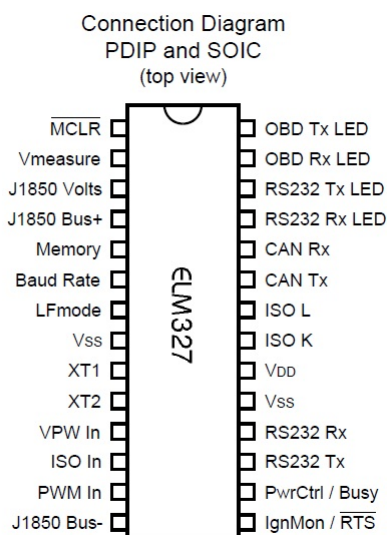 Connection Diagram
PDIP and SOIC
(top view)
MCLR
Vmeasure
J1850 Volts
J1850 Bus+
Memory
Baud Rate
LFmode
Vss
XT1
XT2
VPW In
ISO In
PWM In
J1850 Bus-
ELM327
OBD Tx LED
OBD Rx LED
RS232 Tx LED
RS232 Rx LED
CAN Rx
CAN Tx
ISO L
ISO K
VDD
Vss
RS232 Rx
RS232 Tx
PwrCtrl / Busy
IgnMon / RTS